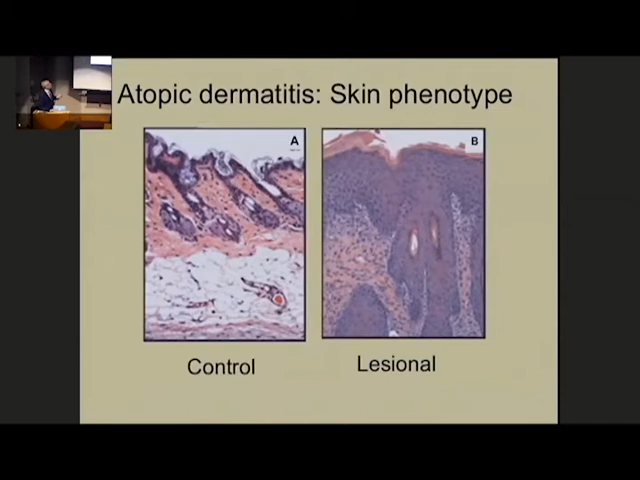 Atopic dermatitis: Skin phenotype
A
B
Control
Lesional